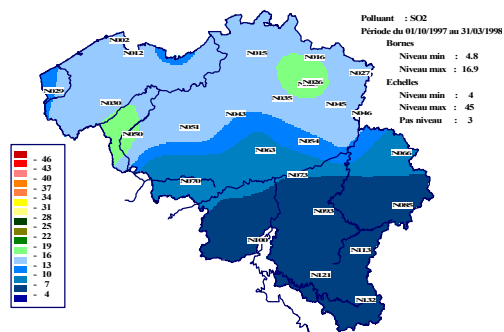 Polluant : SO2
Période du 01/10/1997 au 31/03/1998
Bornes
Niveau min : 4.8
Niveau max : 16.9
Echelles
Niveau min : 4
Niveau max : 45
Pas niveau : 3
N002
N012
N015
N016
N027
N029
N026
N030
N035
N045
N043
N046
N050
N051
N054
N063
N066
N070
N073
N085
N093
N100
N113
N121
N132
- 46
- 43
- 40
- 37
- 34
- 31
- 28
- 25
- 22
- 19
- 16
- 13
- 10
- 7
- 4